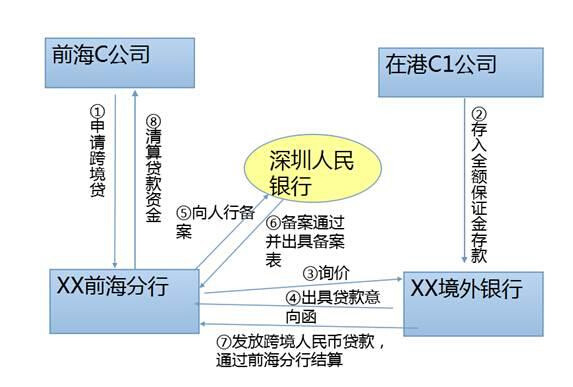 前海C公司
在港C1公司
①申请跨境贷
⑧清算贷款资金
②存入全额保证金存款
深圳人民
银行
⑤向人行备
案
⑥备案通过
并出具备案
表
XX前海分行
③询价
④出具贷款意
向函
XX境外银行
⑦发放跨境人民币贷款，
通过前海分行结算